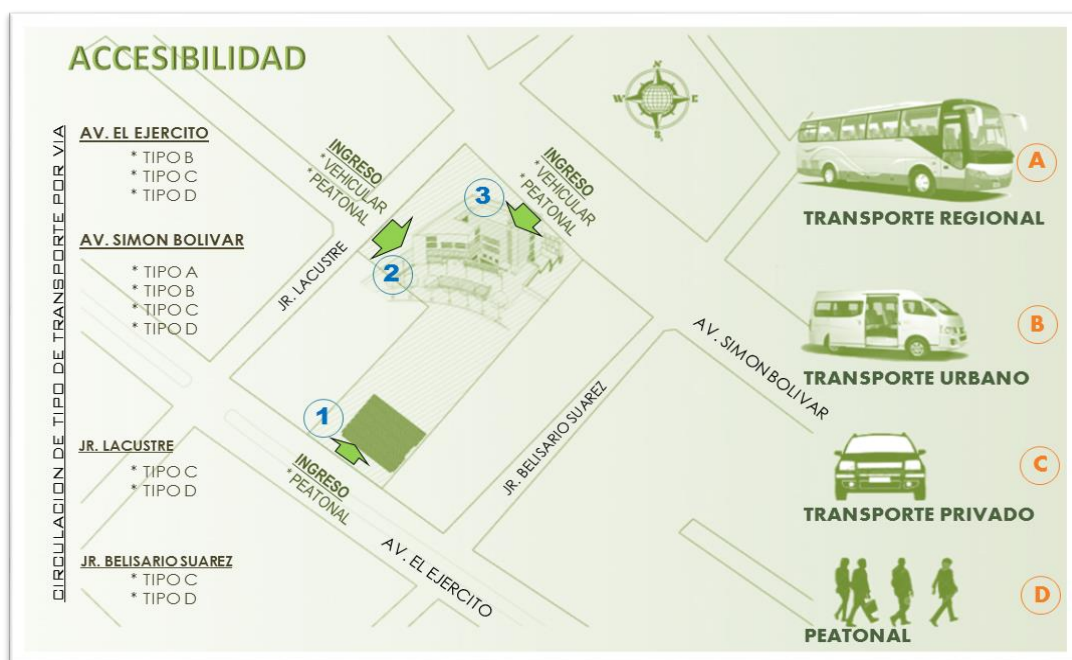 ACCESIBILIDAD
CIRCULACION DE TIPO DE TRANSPORTE POR VIA
AV. EL EJERCITO
* TIPO B
* TIPO C
* TIPO D
AV. SIMON BOLIVAR
* TIPO A
* TIPO B
* TIPO C
* TIPO D
JR. LACUSTRE
* TIPO C
* TIPO D
JR. BELISARIO SUAREZ
* TIPO C
* TIPO D
N
W
E
S
INGRESO
* VEHICULAR
* PEATONAL
2
JR. LACUSTRE
3
INGRESO
* VEHICULAR
* PEATONAL
1
INGRESO
* PEATONAL
AV. EL EJERCITO
JR. BELISARIO SUAREZ
AV. SIMON BOLIVAR
A
TRANSPORTE REGIONAL
B
TRANSPORTE URBANO
C
TRANSPORTE PRIVADO
D
PEATONAL